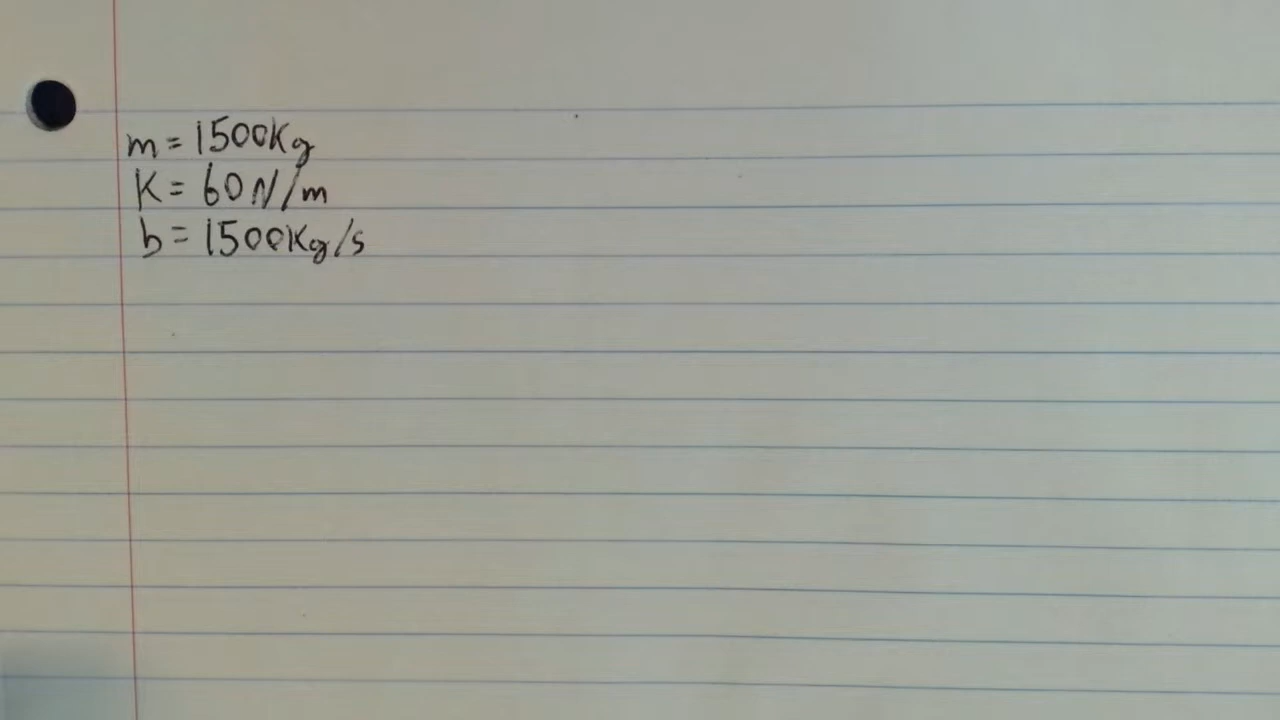 m = 1500Kg
K = 60 N/m
b = 1500Kg/s